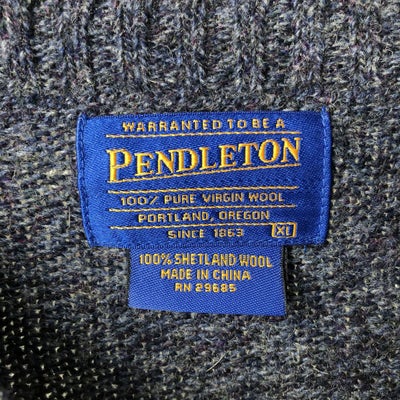 WARRANTED TO BE A
PENDLETON
100% PURE VIRGIN WOOL
PORTLAND, OREGON
SINCE 1863 XL
100% SHETLAND WOOL
MADE IN CHINA
RN 29685